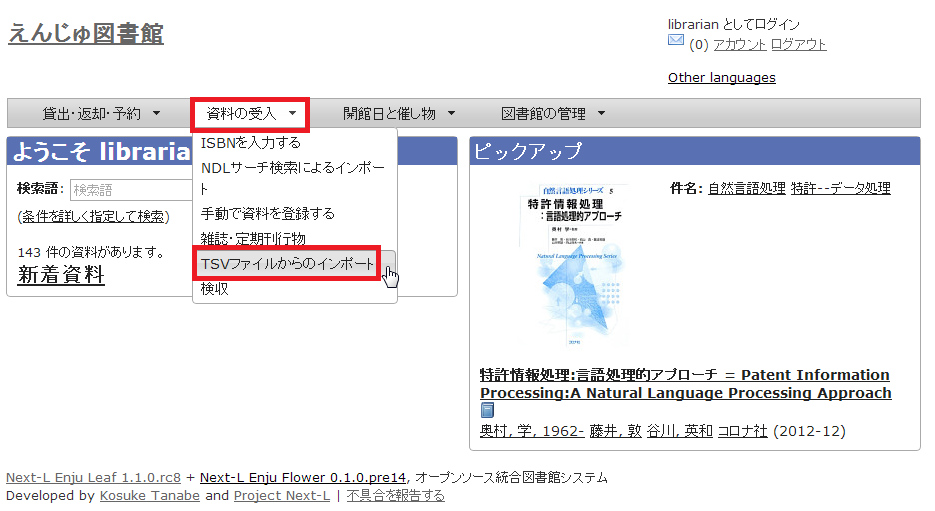 えんじゅ図書館
librarian としてログイン
(0) アカウント ログアウト
Other languages
貸出・返却・予約 ▼ 資料の受入 ▼ 開館日と催し物 ▼ 図書館の管理 ▼
ようこそ libraria
検索語: 検索語
(条件を詳しく指定して検索)
143 件の資料があります。
新着資料
ISBNを入力する
NDLサーチ検索によるインポー
ト
手動で資料を登録する
雑誌・定期刊行物
TSVファイルからのインポート
検収
ピックアップ
自然言語処理シリーズ 5
特許情報処理
:言語処理的アプローチ
Natural Language Processing Series
コロナ社
件名: 自然言語処理 特許--データ処理
特許情報処理:言語処理的アプローチ = Patent Information
Processing:A Natural Language Processing Approach
奥村, 学, 1962- 藤井, 敦 谷川, 英和 コロナ社 (2012-12)
Next-L Enju Leaf 1.1.0.rc8 + Next-L Enju Flower 0.1.0.pre14, オープンソース統合図書館システム
Developed by Kosuke Tanabe and Project Next-L | 不具合を報告する